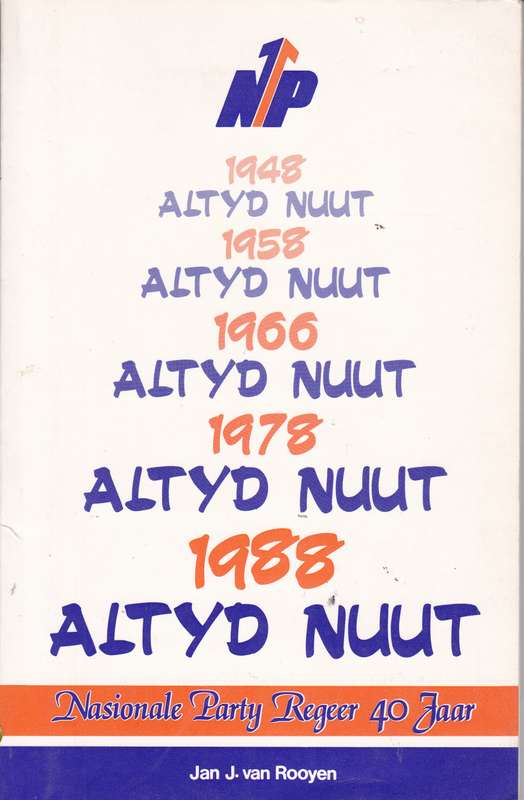 NP
1948
ALTYD NUUT
1958
ALTYD NUUT
1966
ALTYD NUUT
1978
ALTYD NUUT
1988
ALTYD NUUT
Nasionale Party Regeer 40 Jaar
Jan J. van Rooyen